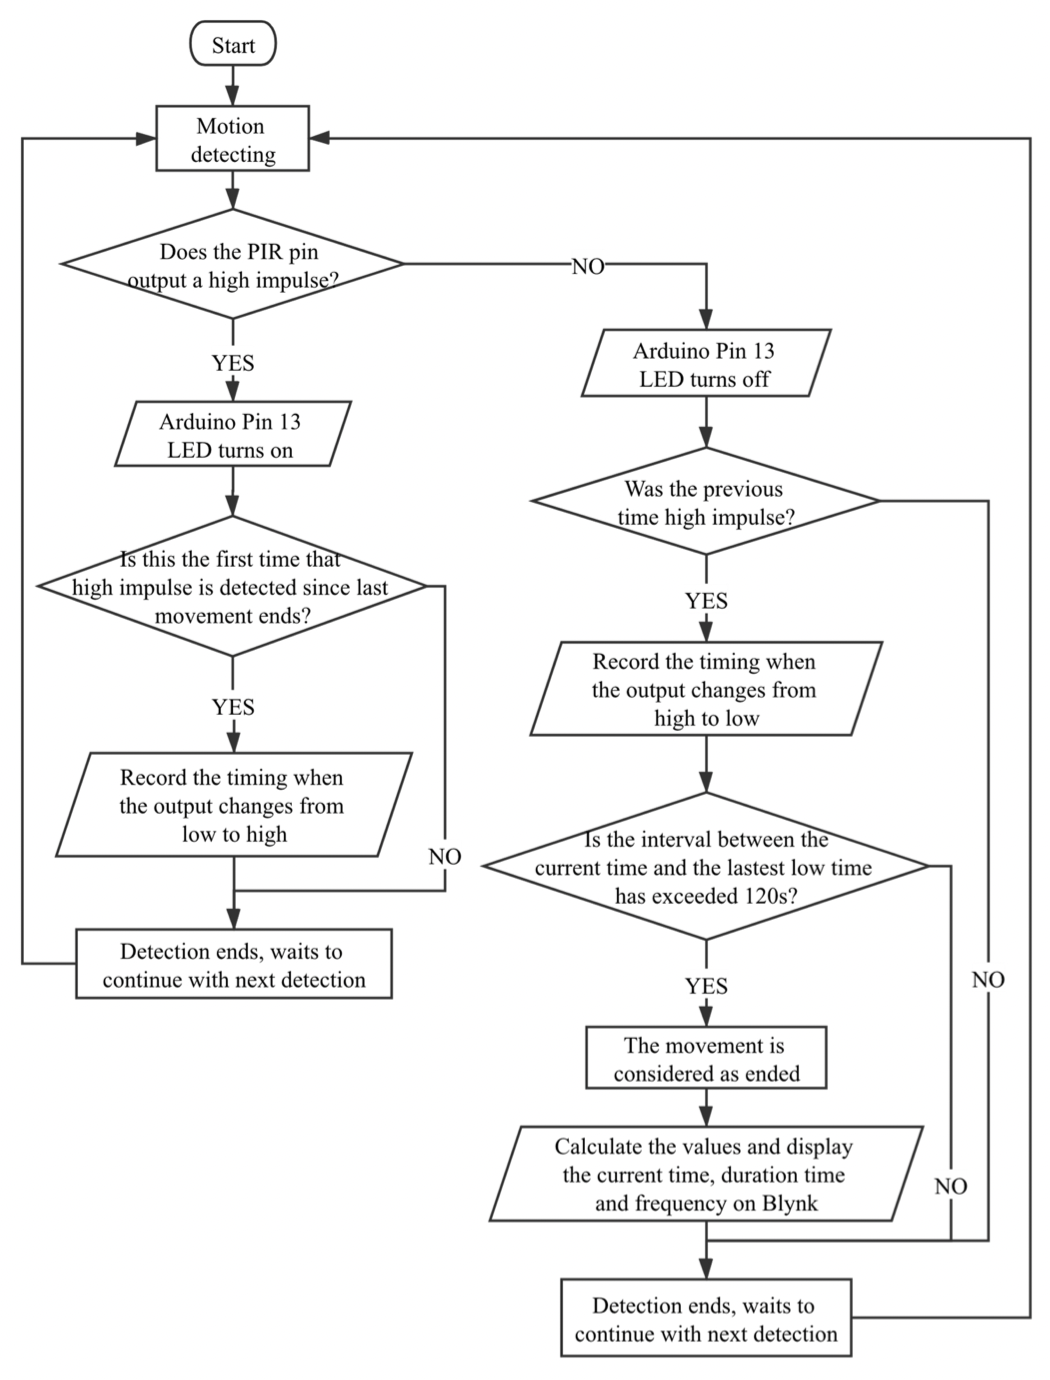 Start
Motion
detecting
Does the PIR pin
output a high impulse?
NO
YES
Arduino Pin 13
LED turns on
Is this the first time that
high impulse is detected since last
movement ends?
YES
Record the timing when
the output changes from
low to high
NO
Detection ends, waits to
continue with next detection
Arduino Pin 13
LED turns off
Was the previous
time high impulse?
YES
Record the timing when
the output changes from
high to low
Is the interval between the
current time and the lastest low time
has exceeded 120s?
YES
NO
The movement is
considered as ended
Calculate the values and display
the current time, duration time
and frequency on Blynk
NO
Detection ends, waits to
continue with next detection